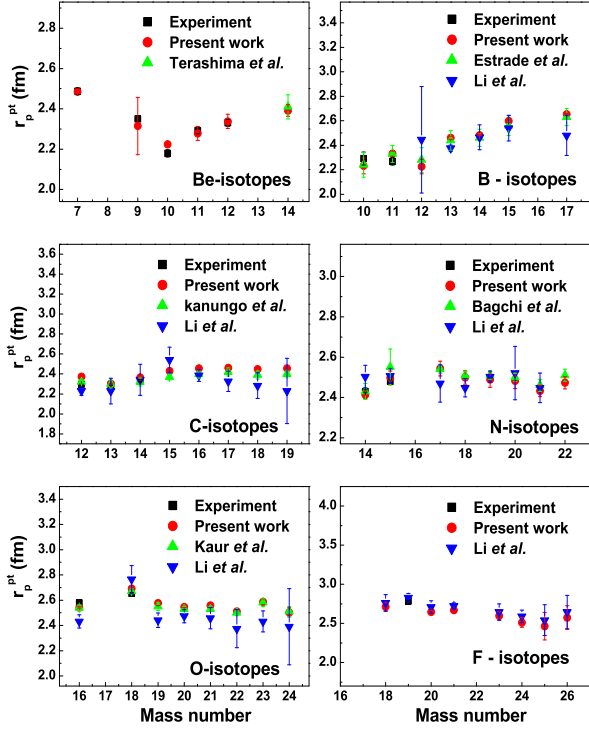 Experiment
Present work
Terashima et al.
r_p^pt (fm)
2.8
2.6
2.4
2.2
2.0
7 8 9 10 11 12 13 14
Be-isotopes
Experiment
Present work
Estrade et al.
Li et al.
3.4
3.2
3.0
2.8
2.6
2.4
2.2
2.0
10 11 12 13 14 15 16 17
B - isotopes
Experiment
Present work
kanungo et al.
Li et al.
r_p^pt (fm)
3.6
3.4
3.2
3.0
2.8
2.6
2.4
2.2
2.0
1.8
12 13 14 15 16 17 18 19
C-isotopes
Experiment
Present work
Bagchi et al.
Li et al.
3.0
2.8
2.6
2.4
2.2
14 16 18 20 22
N-isotopes
Experiment
Present work
Kaur et al.
Li et al.
r_p^pt (fm)
3.4
3.2
3.0
2.8
2.6
2.4
2.2
2.0
16 17 18 19 20 21 22 23 24
O-isotopes
Mass number
Experiment
Present work
Li et al.
4.0
3.5
3.0
2.5
2.0
16 18 20 22 24 26
F - isotopes
Mass number